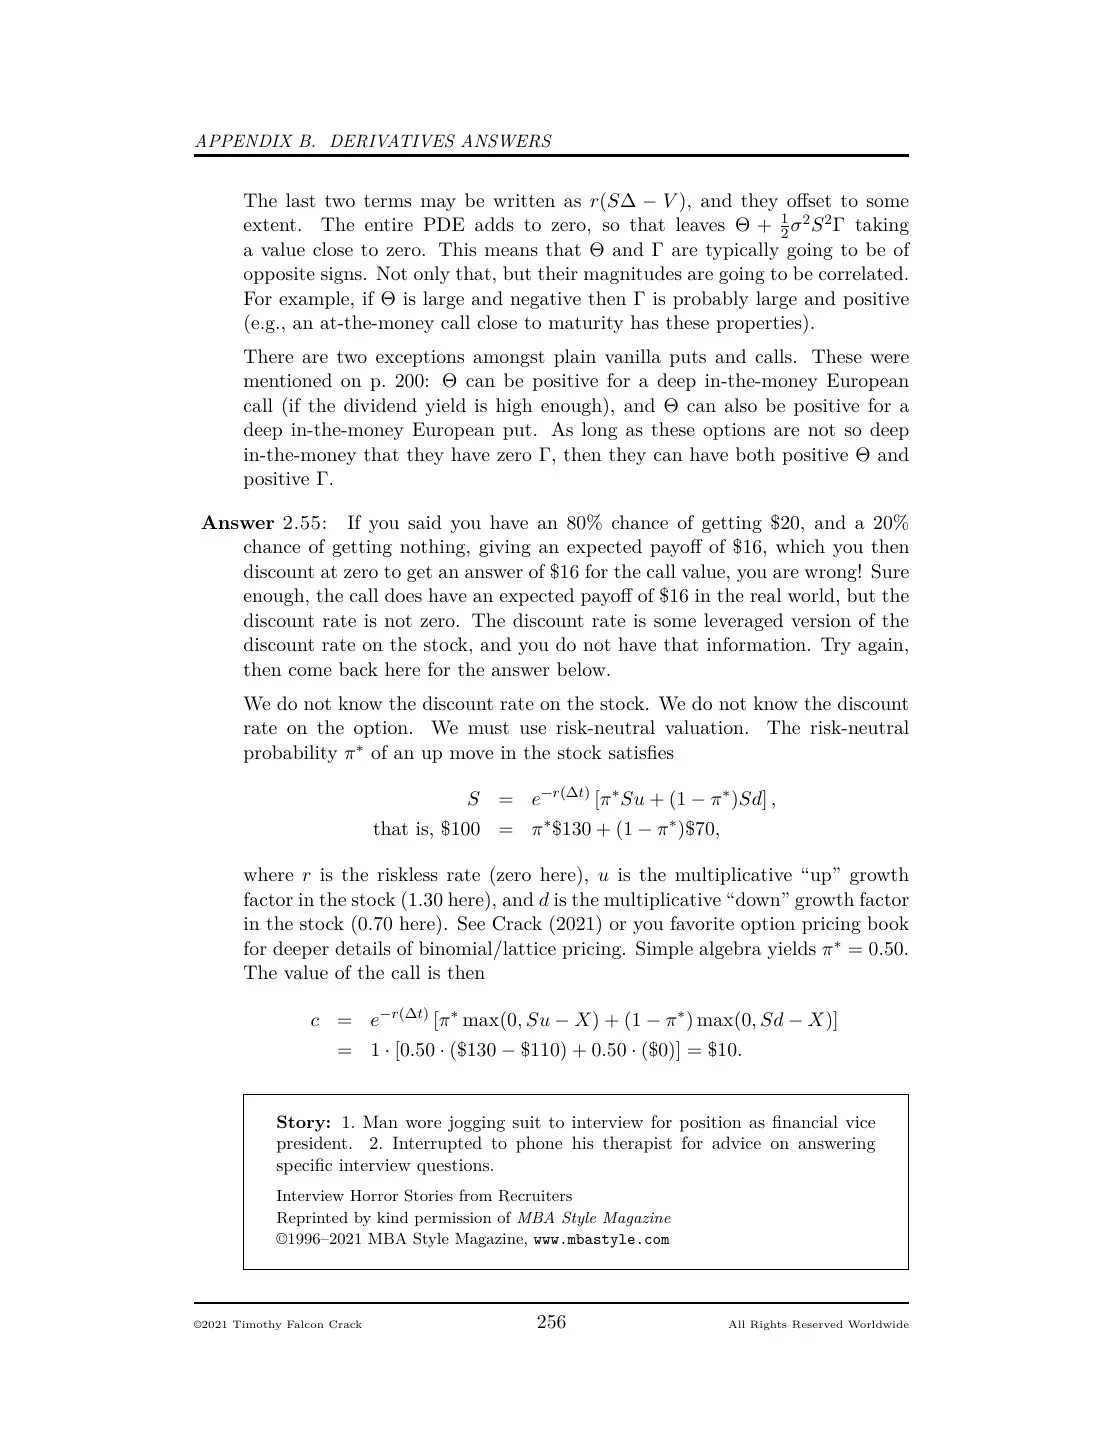 APPENDIX B. DERIVATIVES ANSWERS
The last two terms may be written as r(SΔ − V), and they offset to some
extent. The entire PDE adds to zero, so that leaves Θ + ½σ²S²Γ taking
a value close to zero. This means that Θ and Γ are typically going to be of
opposite signs. Not only that, but their magnitudes are going to be correlated.
For example, if Θ is large and negative then Γ is probably large and positive
(e.g., an at-the-money call close to maturity has these properties).
There are two exceptions amongst plain vanilla puts and calls. These were
mentioned on p. 200: Θ can be positive for a deep in-the-money European
call (if the dividend yield is high enough), and Θ can also be positive for a
deep in-the-money European put. As long as these options are not so deep
in-the-money that they have zero Γ, then they can have both positive Θ and
positive Γ.
Answer 2.55: If you said you have an 80% chance of getting $20, and a 20%
chance of getting nothing, giving an expected payoff of $16, which you then
discount at zero to get an answer of $16 for the call value, you are wrong! Sure
enough, the call does have an expected payoff of $16 in the real world, but the
discount rate is not zero. The discount rate is some leveraged version of the
discount rate on the stock, and you do not have that information. Try again,
then come back here for the answer below.
We do not know the discount rate on the stock. We do not know the discount
rate on the option. We must use risk-neutral valuation. The risk-neutral
probability π* of an up move in the stock satisfies
S = e^{−r(Δt)} [π*Su + (1 − π*)Sd] ,
that is, $100 = π*$130 + (1 − π*)$70,
where r is the riskless rate (zero here), u is the multiplicative “up” growth
factor in the stock (1.30 here), and d is the multiplicative “down” growth factor
in the stock (0.70 here). See Crack (2021) or you favorite option pricing book
for deeper details of binomial/lattice pricing. Simple algebra yields π* = 0.50.
The value of the call is then
c = e^{−r(Δt)} [π* max(0, Su − X) + (1 − π*) max(0, Sd − X)]
= 1 · [0.50 · ($130 − $110) + 0.50 · ($0)] = $10.
Story: 1. Man wore jogging suit to interview for position as financial vice
president. 2. Interrupted to phone his therapist for advice on answering
specific interview questions.
Interview Horror Stories from Recruiters
Reprinted by kind permission of MBA Style Magazine
©1996–2021 MBA Style Magazine, www.mbastyle.com
©2021 Timothy Falcon Crack 256 All Rights Reserved Worldwide